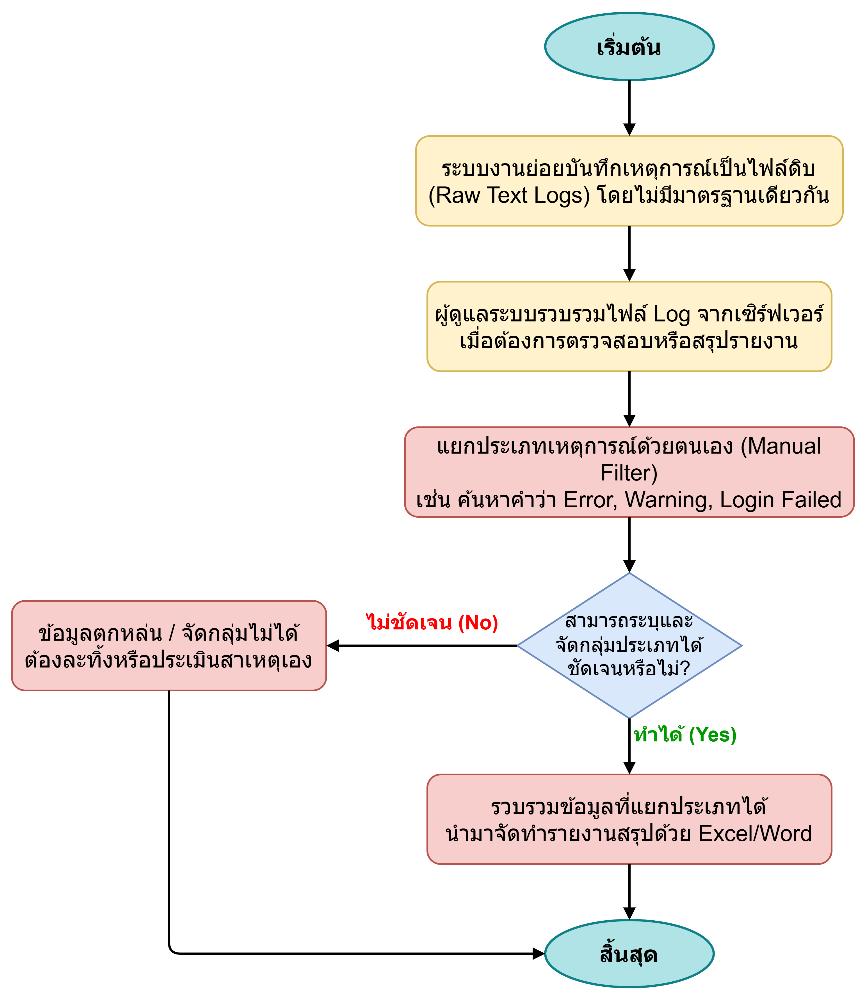 เริ่มต้น
ระบบงานย่อยบันทึกเหตุการณ์เป็นไฟล์ดิบ
(Raw Text Logs) โดยไม่มีมาตรฐานเดียวกัน
ผู้ดูแลระบบรวบรวมไฟล์ Log จากเซิร์ฟเวอร์
เมื่อต้องการตรวจสอบหรือสรุปรายงาน
แยกประเภทเหตุการณ์ด้วยตนเอง (Manual
Filter)
เช่น ค้นหาคำว่า Error, Warning, Login Failed
สามารถระบุและ
จัดกลุ่มประเภทได้
ชัดเจนหรือไม่?
ไม่ชัดเจน (No)
ข้อมูลตกหล่น / จัดกลุ่มไม่ได้
ต้องละทิ้งหรือประเมินสาเหตุเอง
ทำได้ (Yes)
รวบรวมข้อมูลที่แยกประเภทได้
นำมาจัดทำรายงานสรุปด้วย Excel/Word
สิ้นสุด